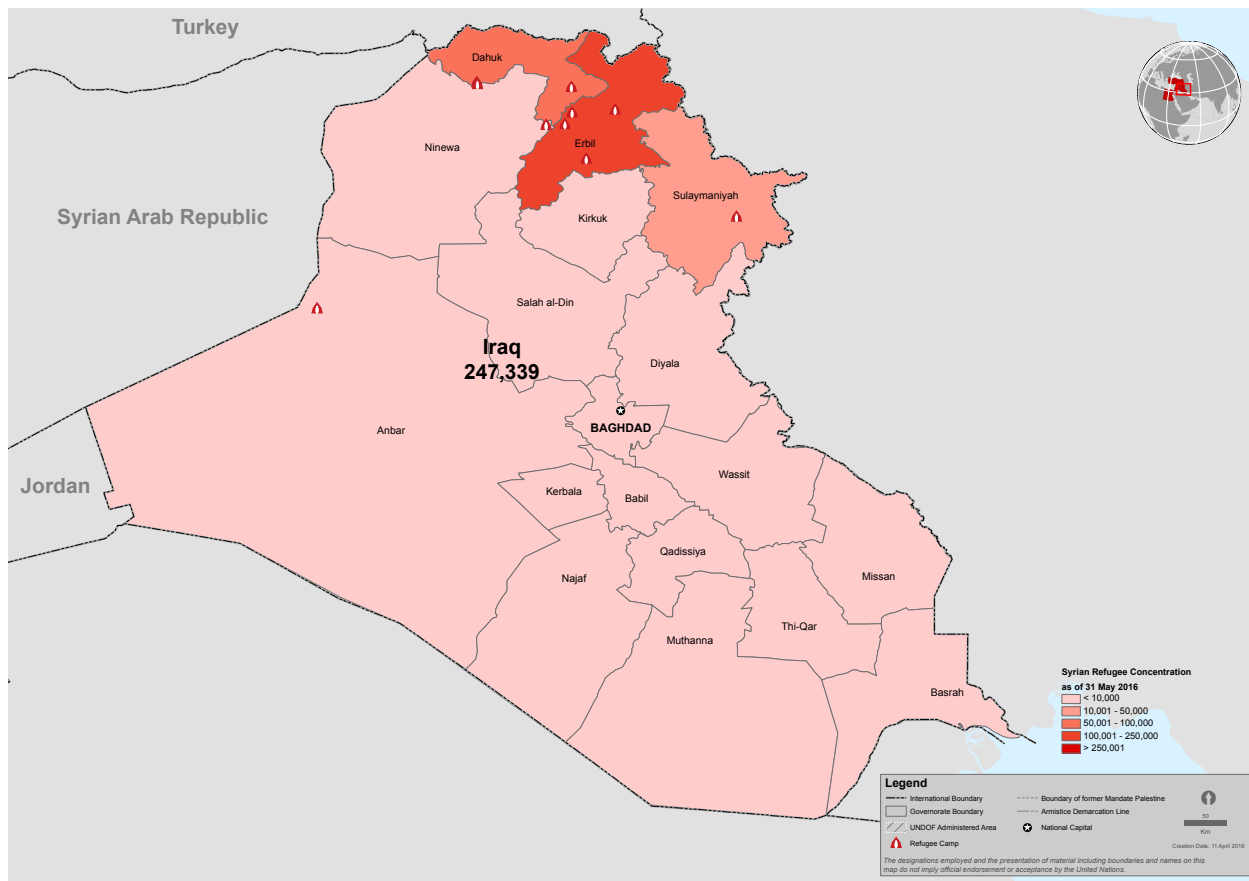 Turkey
Dahuk
Ninewa
Erbil
Syrian Arab Republic
Sulaymaniyah
Kirkuk
Salah al-Din
Iraq
247,339
Diyala
BAGHDAD
Anbar
Jordan
Wassit
Kerbala
Babil
Qadissiya
Najaf
Missan
Thi-Qar
Muthanna
Basrah
Syrian Refugee Concentration
as of 31 May 2016
< 10,000
10,001 - 50,000
50,001 - 100,000
100,001 - 250,000
> 250,001
Legend
International Boundary
Governorate Boundary
UNDOF Administered Area
Refugee Camp
Boundary of former Mandate Palestine
Armistice Demarcation Line
National Capital
50
Km
Creation Date: 11 April 2016
The designations employed and the presentation of material including boundaries and names on this
map do not imply official endorsement or acceptance by the United Nations.